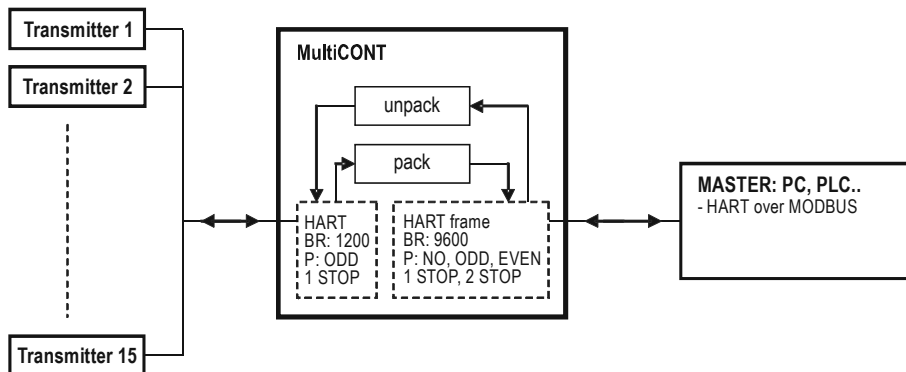 Transmitter 1
Transmitter 2
Transmitter 15
MultiCONT
unpack
pack
HART
BR: 1200
P: ODD
1 STOP
HART frame
BR: 9600
P: NO, ODD, EVEN
1 STOP, 2 STOP
MASTER: PC, PLC..
- HART over MODBUS